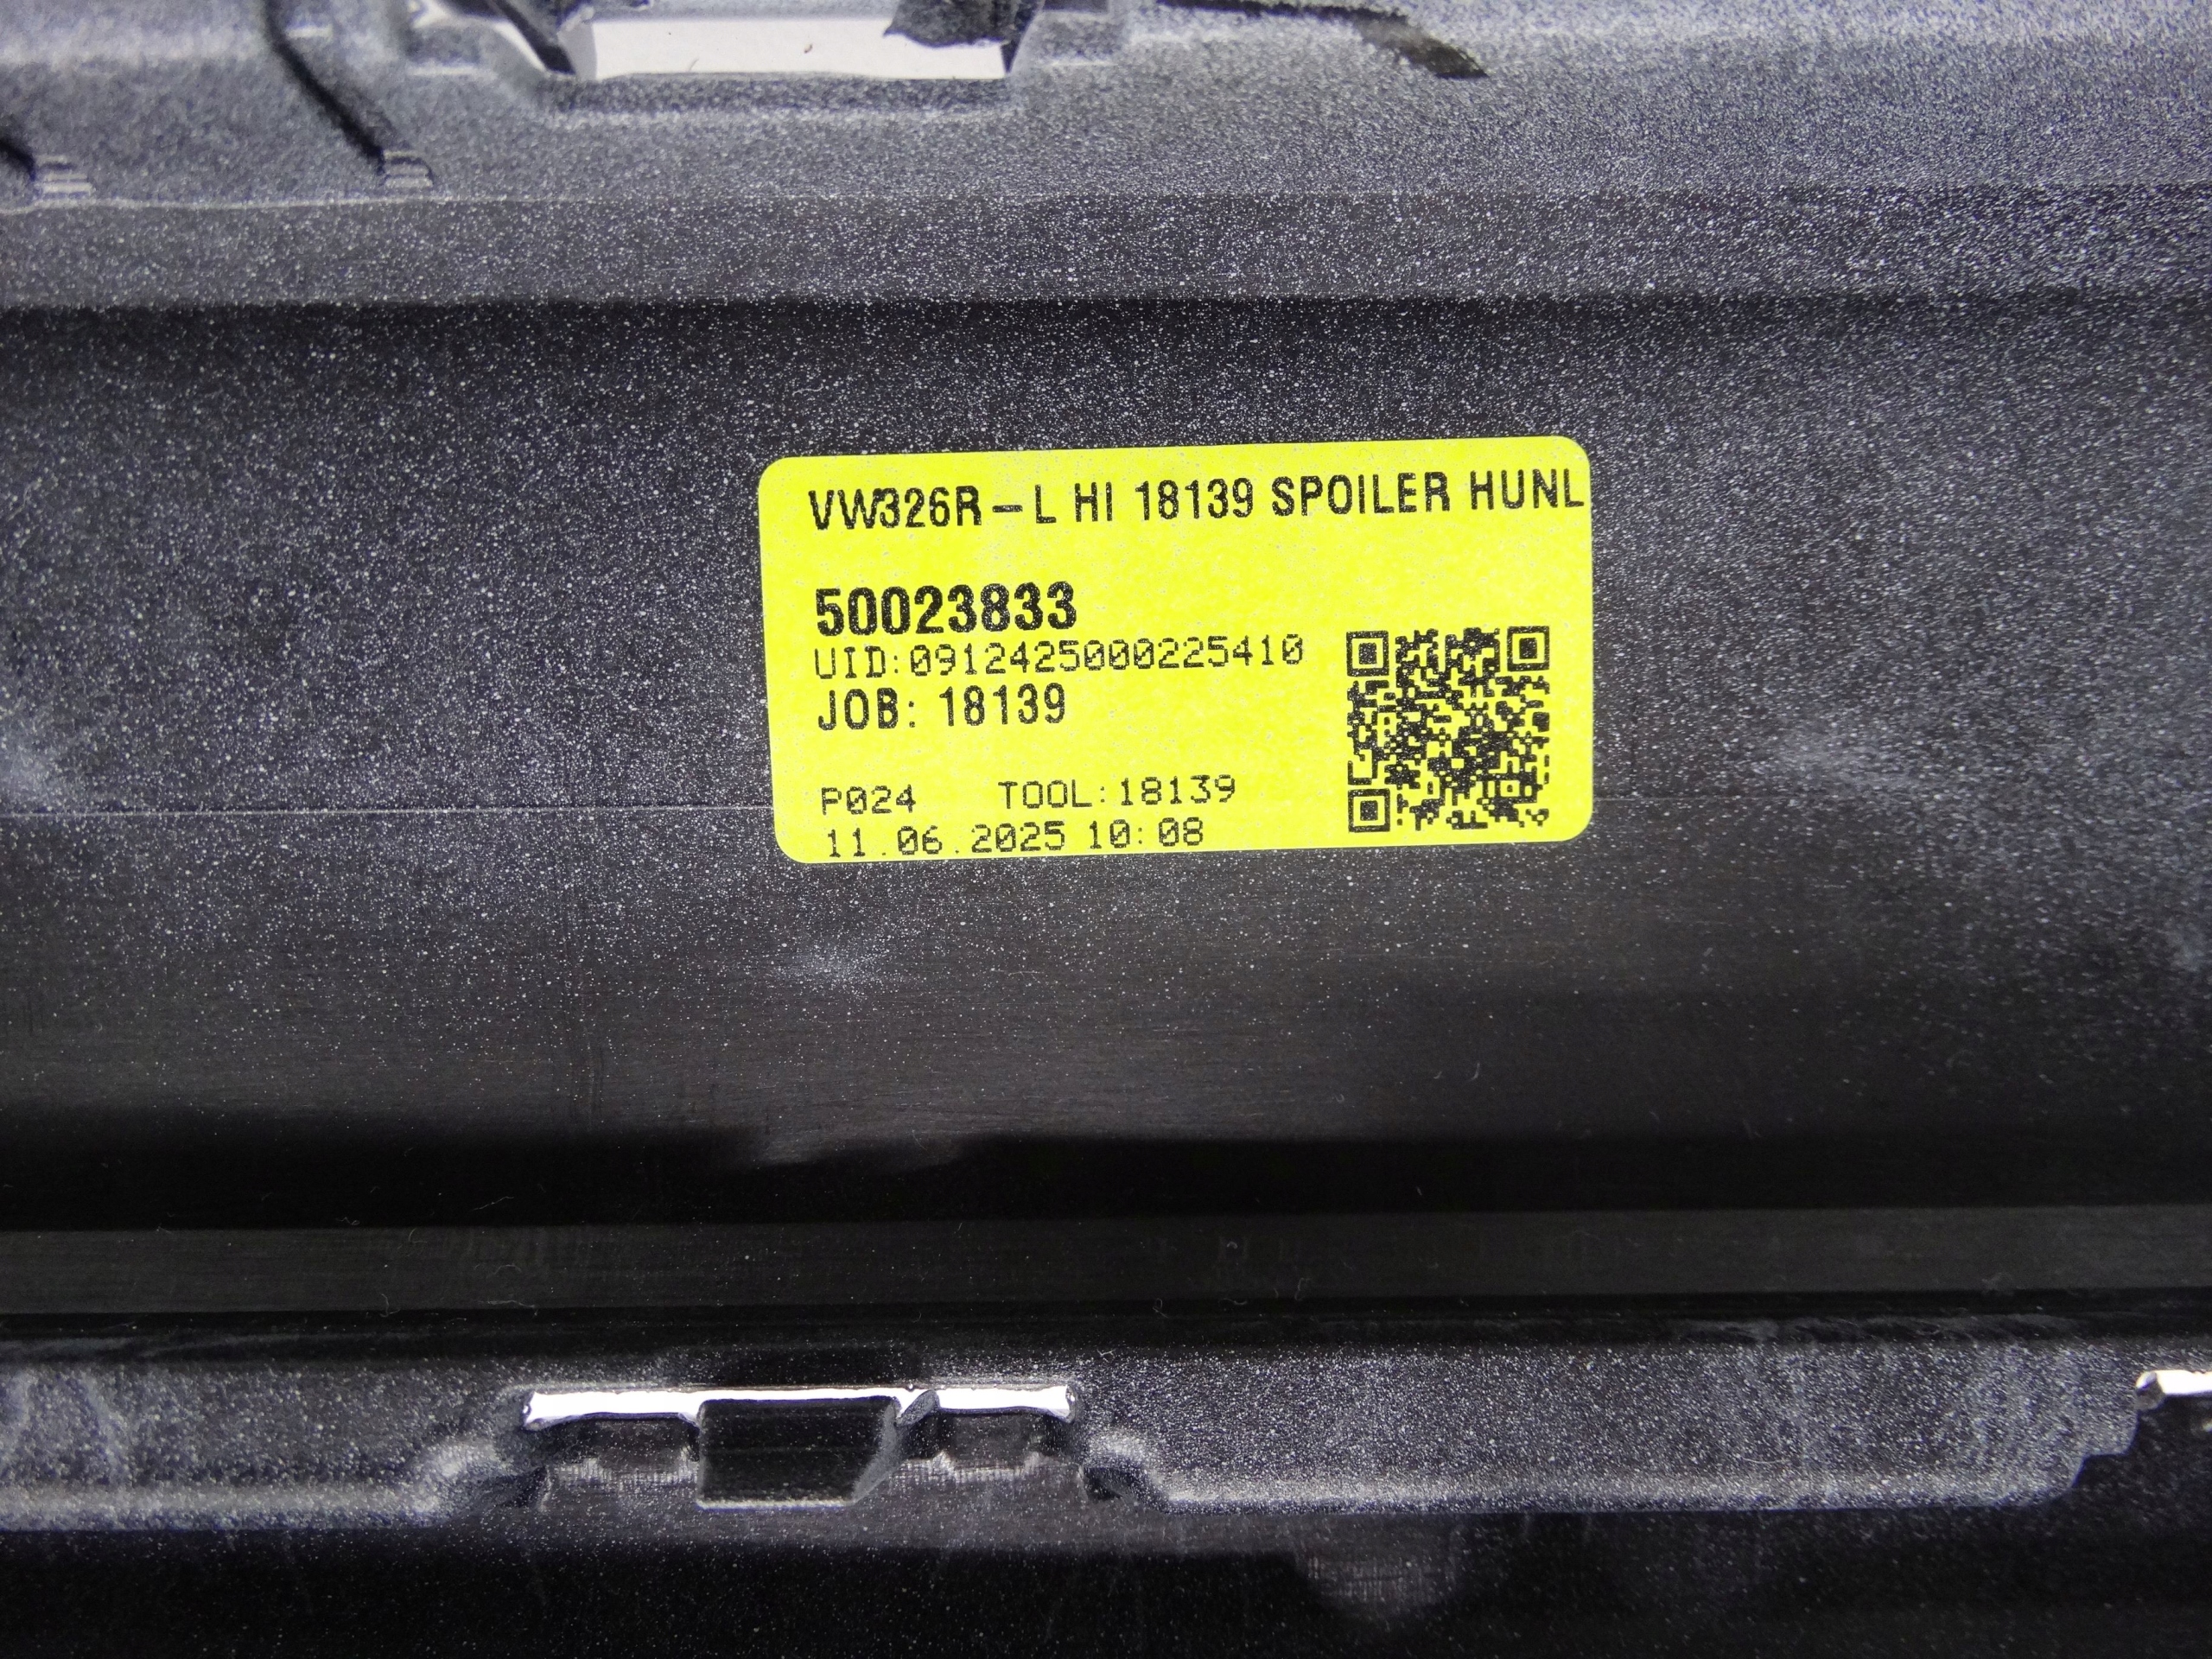 VW326R-L HI 18139 SPOILER HUNL
50023833
UID:0912425000225410
JOB: 18139
P024 TOOL:18139
11.06.2025 10:08